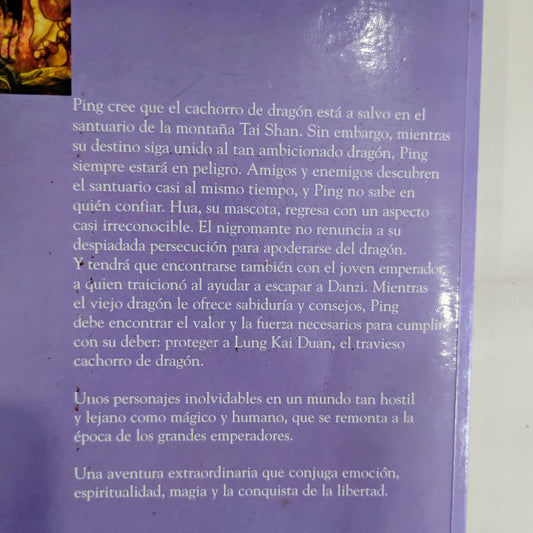 Ping cree que el cachorro de dragón está a salvo en el
santuario de la montaña Tai Shan. Sin embargo, mientras
su destino siga unido al tan ambicionado dragón, Ping
siempre estará en peligro. Amigos y enemigos descubren
el santuario casi al mismo tiempo, y Ping no sabe en
quién confiar. Hua, su mascota, regresa con un aspecto
casi irreconocible. El nigromante no renuncia a su
despiadada persecución para apoderarse del dragón.
Y tendrá que encontrarse también con el joven emperador,
a quien traicionó al ayudar a escapar a Danzi. Mientras
el viejo dragón le ofrece sabiduría y consejos, Ping
debe encontrar el valor y la fuerza necesarios para cumplir
con su deber: proteger a Lung Kai Duan, el travieso
cachorro de dragón.
Unos personajes inolvidables en un mundo tan hostil
y lejano como mágico y humano, que se remonta a la
época de los grandes emperadores.
Una aventura extraordinaria que conjuga emoción,
espiritualidad, magia y la conquista de la libertad.